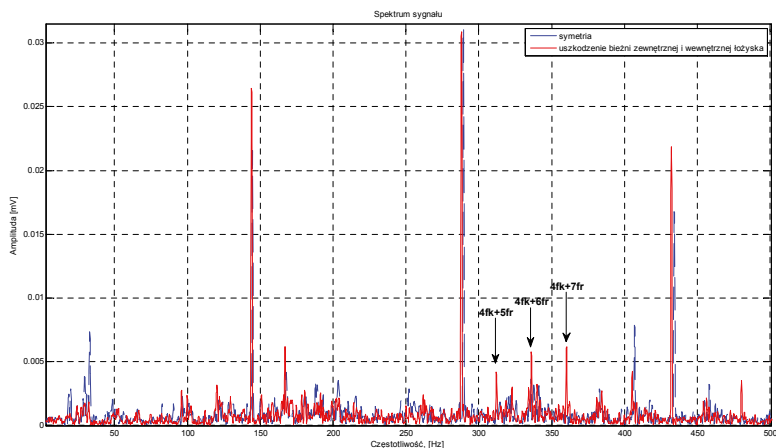 Spektrum sygnału
symetria
uszkodzenie bieżni zewnętrznej i wewnętrznej łożyska
Amplituda [mV]
0.03
0.025
0.02
0.015
0.01
0.005
0
4fk+5fr
4fk+6fr
4fk+7fr
50
100
150
200
250
300
350
400
450
500
Częstotliwość, [Hz]